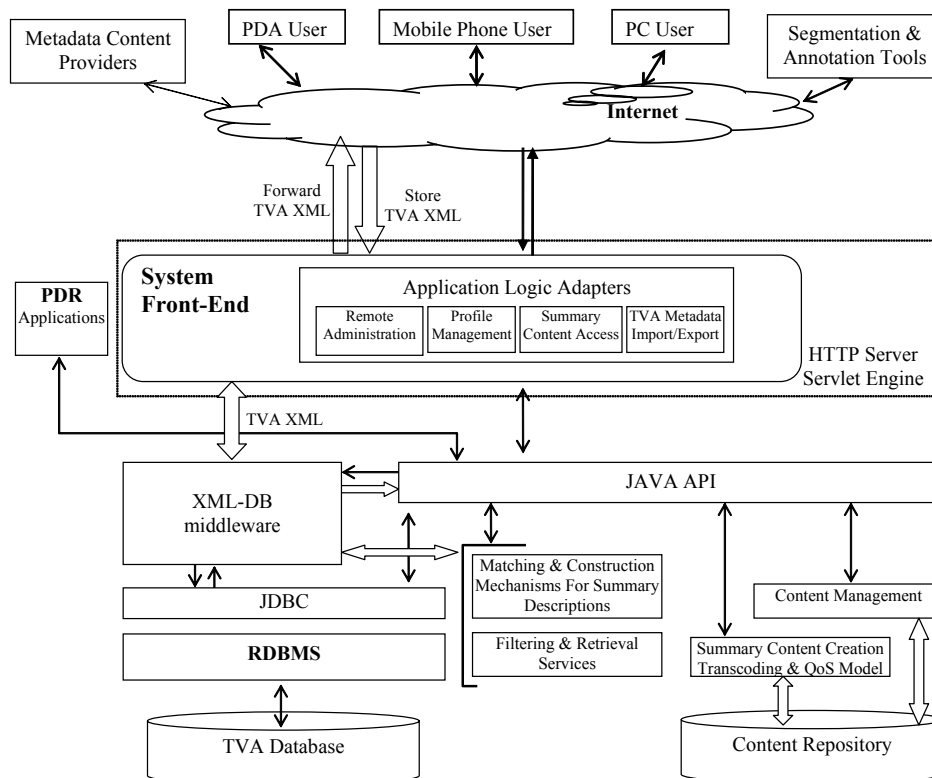 Metadata Content
Providers
PDA User
Mobile Phone User
PC User
Segmentation &
Annotation Tools
Internet
Forward
TVA XML
Store
TVA XML
System
Front-End
Application Logic Adapters
Remote
Administration
Profile
Management
Summary
Content Access
TVA Metadata
Import/Export
PDR
Applications
HTTP Server
Servlet Engine
TVA XML
XML-DB
middleware
JAVA API
Matching & Construction
Mechanisms For Summary
Descriptions
Content Management
JDBC
RDBMS
Filtering & Retrieval
Services
Summary Content Creation
Transcoding & QoS Model
TVA Database
Content Repository